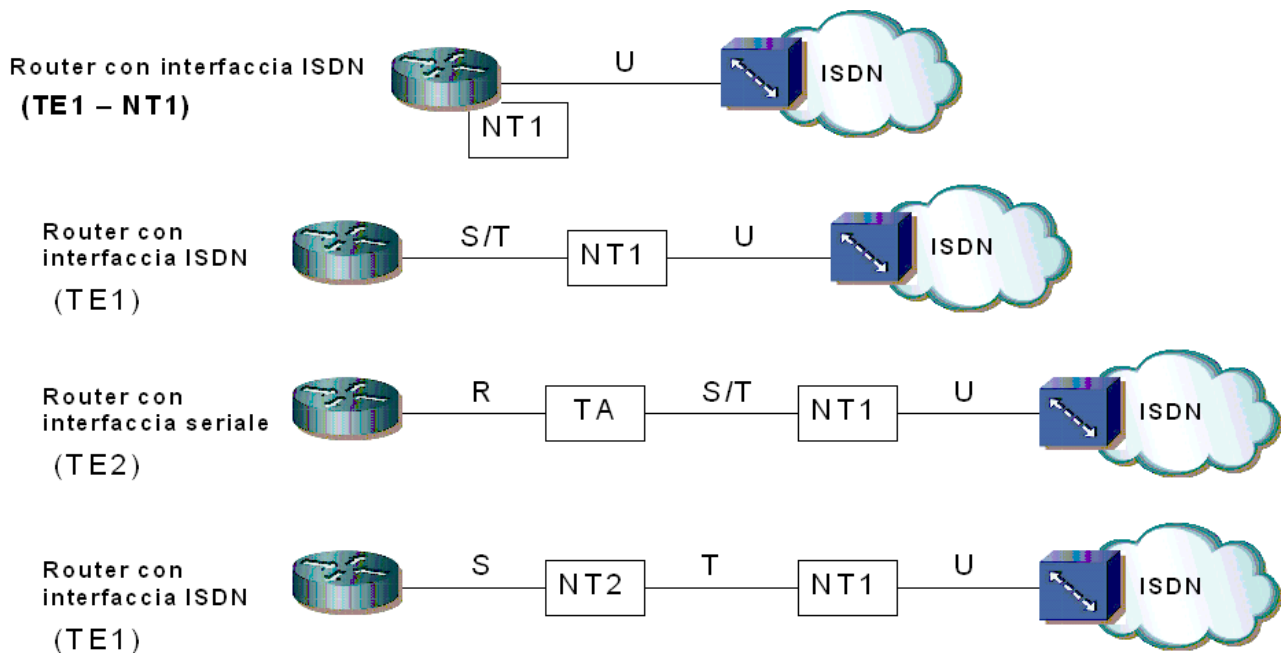 Router con interfaccia ISDN
(TE1 – NT1)
NT1
U
ISDN
Router con
interfaccia ISDN
(TE1)
S/T
NT1
U
ISDN
Router con
interfaccia seriale
(TE2)
R
TA
S/T
NT1
U
ISDN
Router con
interfaccia ISDN
(TE1)
S
NT2
T
NT1
U
ISDN